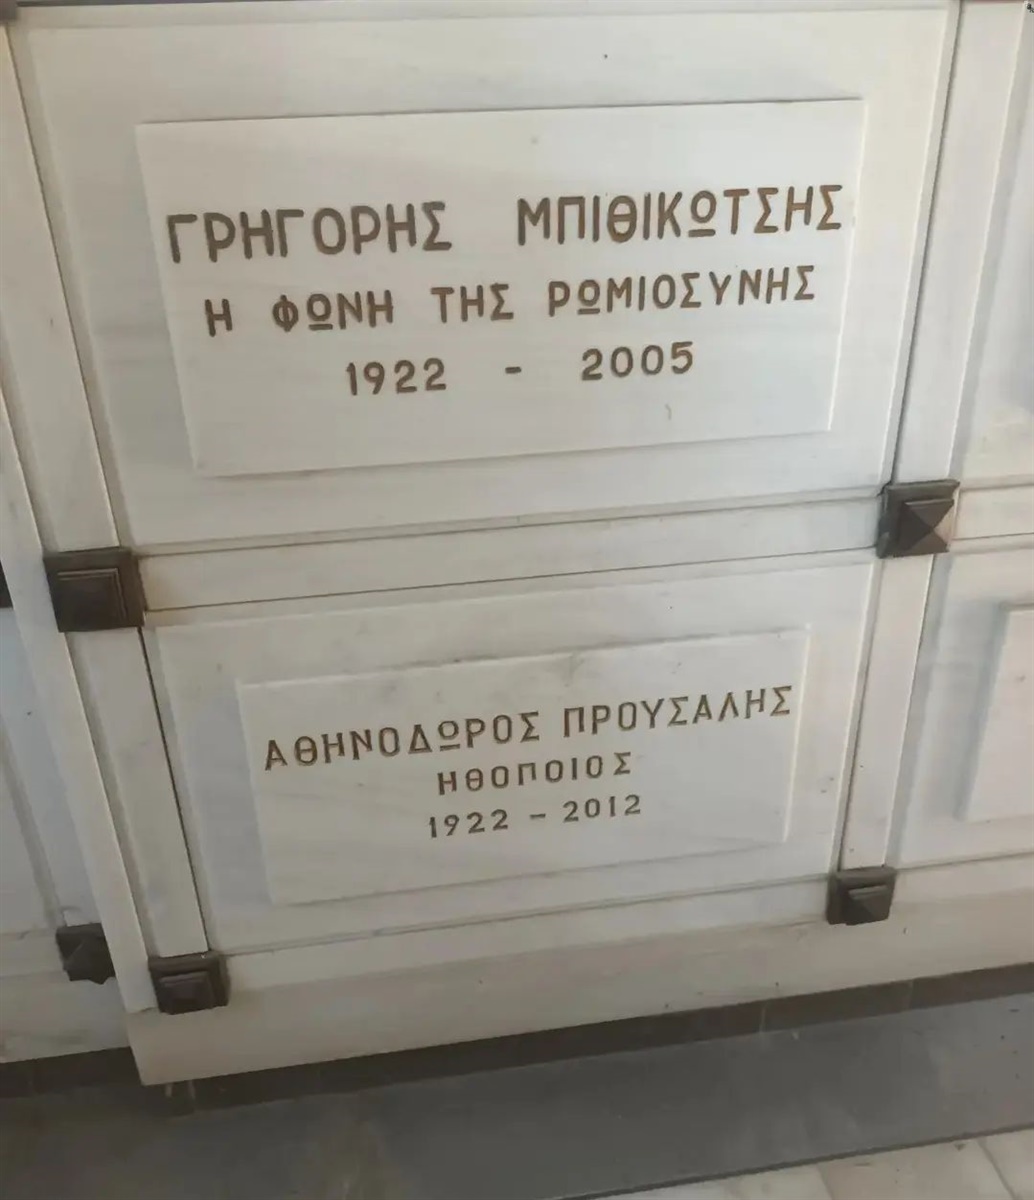 ΓΡΗΓΟΡΗΣ ΜΠΙΘΙΚΩΤΣΗΣ
Η ΦΩΝΗ ΤΗΣ ΡΩΜΙΟΣΥΝΗΣ
1922 - 2005
ΑΘΗΝΟΔΩΡΟΣ ΠΡΟΥΣΑΛΗΣ
ΗΘΟΠΟΙΟΣ
1922 - 2012